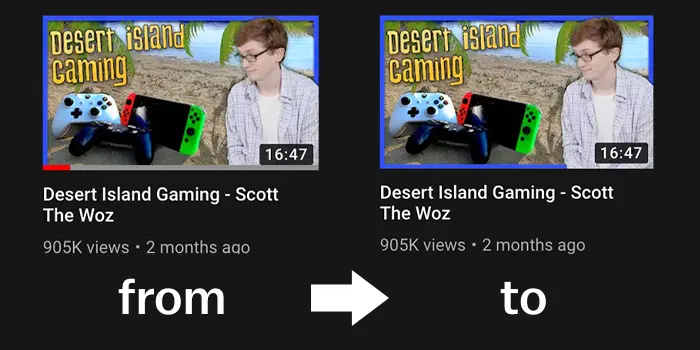 Desert island
Gaming
16:47
Desert Island Gaming - Scott
The Woz
905K views • 2 months ago
Desert island
Gaming
16:47
Desert Island Gaming - Scott
The Woz
905K views • 2 months ago
from
to